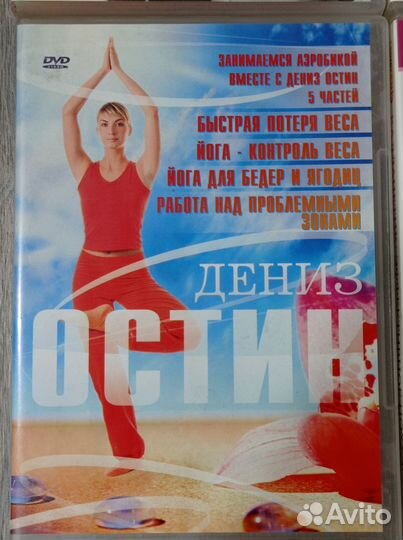 DVD
VIDEO
ЗАНИМАЕМСЯ АЭРОБИКОЙ
ВМЕСТЕ С ДЕНИЗ ОСТИН
5 ЧАСТЕЙ
БЫСТРАЯ ПОТЕРЯ ВЕСА
ЙОГА - КОНТРОЛЬ ВЕСА
ЙОГА ДЛЯ БЕДЕР И ЯГОДИЦ
РАБОТА НАД ПРОБЛЕМНЫМИ
ЗОНАМИ
ДЕНИЗ
ОСТИН
Avito